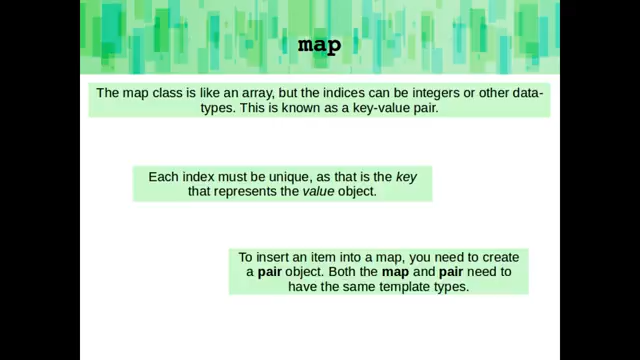 map
The map class is like an array, but the indices can be integers or other data-
types. This is known as a key-value pair.
Each index must be unique, as that is the key
that represents the value object.
To insert an item into a map, you need to create
a pair object. Both the map and pair need to
have the same template types.